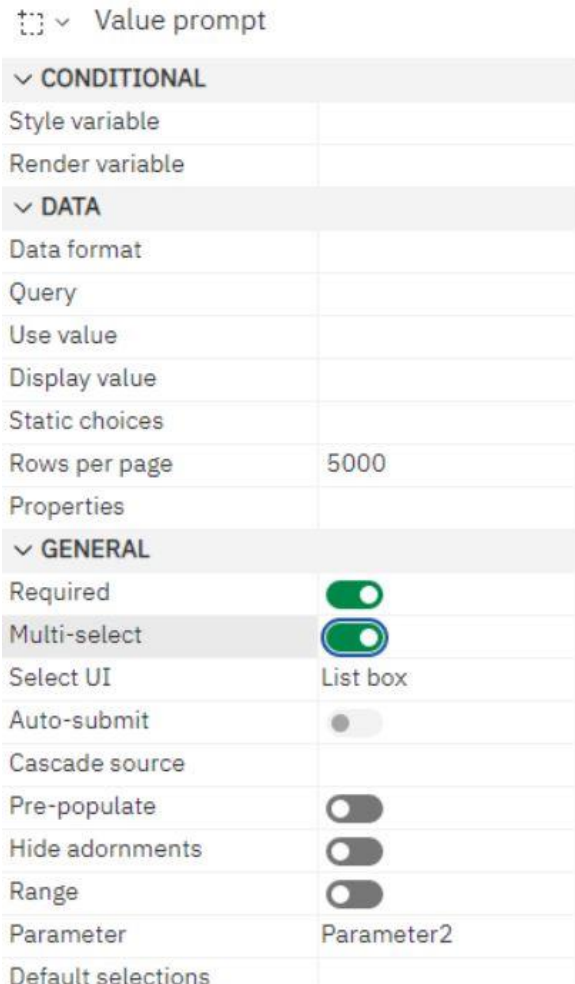 Value prompt
CONDITIONAL
Style variable
Render variable
DATA
Data format
Query
Use value
Display value
Static choices
Rows per page 5000
Properties
GENERAL
Required
Multi-select
Select UI List box
Auto-submit
Cascade source
Pre-populate
Hide adornments
Range
Parameter Parameter2
Default selections